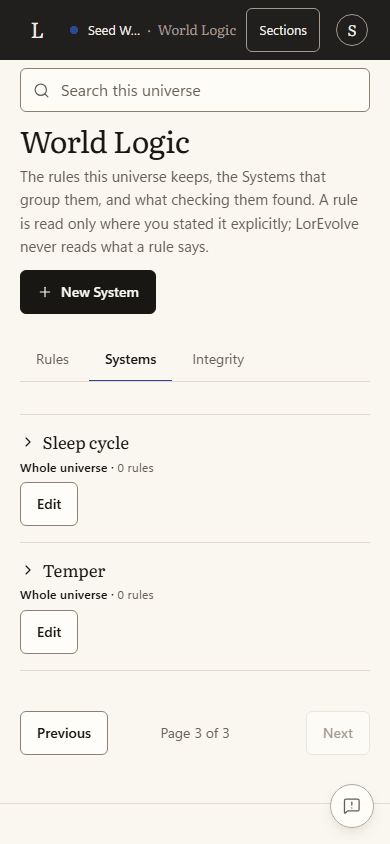 L
Seed W... · World Logic
Sections
S
Search this universe
World Logic
The rules this universe keeps, the Systems that
group them, and what checking them found. A rule
is read only where you stated it explicitly; LorEvolve
never reads what a rule says.
+ New System
Rules
Systems
Integrity
Sleep cycle
Whole universe · 0 rules
Edit
Temper
Whole universe · 0 rules
Edit
Previous
Page 3 of 3
Next